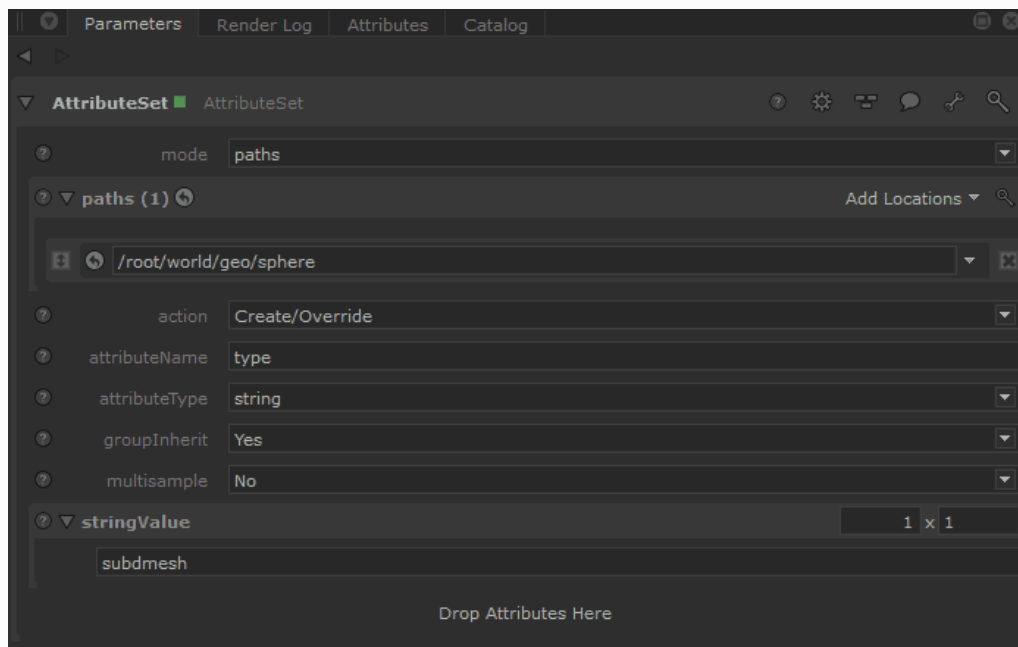 Parameters Render Log Attributes Catalog
AttributeSet AttributeSet
mode paths
paths (1) Add Locations
/root/world/geo/sphere
action Create/Override
attributeName type
attributeType string
groupInherit Yes
multisample No
stringValue 1 x 1
subdmesh
Drop Attributes Here